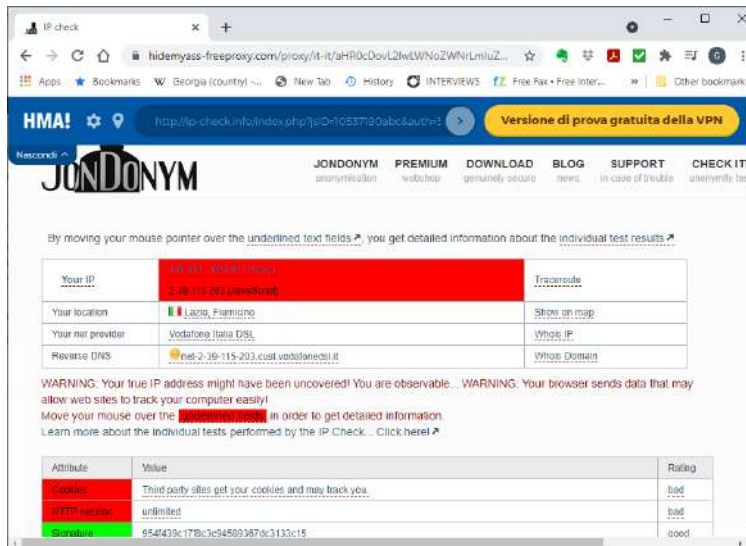 IP check
hidemyass-freeproxy.com/proxy/it-it/aHR0cDovL2lwLWNoZWNrLmluZ...
Apps Bookmarks Georgia (country) -... New Tab History INTERVIEWS Free Fax • Free Inter... » Other bookmark
HMA! http://ip-check.info/index.php?jsID=10537190abc&auth=3 Versione di prova gratuita della VPN
Nascondi
JONDONYM
JONDONYM PREMIUM DOWNLOAD BLOG SUPPORT CHECK IT
anonymisation webshop genuinely secure news in case of trouble anonymity tes
By moving your mouse pointer over the underlined text fields, you get detailed information about the individual test results
Your IP Traceroute
2.39.115.203 (JavaScript)
Your location Lazio, Fiumicino Show on map
Your net provider Vodafone Italia DSL Whois IP
Reverse DNS net-2-39-115-203.cust.vodafonedsl.it Whois Domain
WARNING: Your true IP address might have been uncovered! You are observable... WARNING: Your browser sends data that may
allow web sites to track your computer easily!
Move your mouse over the underlined fields in order to get detailed information.
Learn more about the individual tests performed by the IP Check... Click here!
Attribute Value Rating
Cookies Third party sites get your cookies and may track you. bad
HTTP session unlimited bad
Signature good